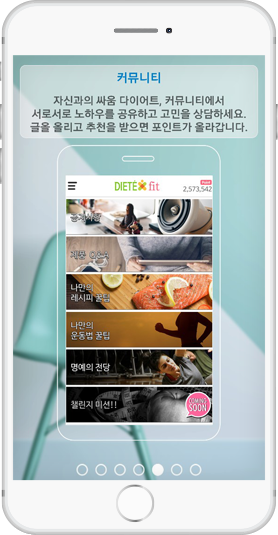 커뮤니티
자신과의 싸움 다이어트, 커뮤니티에서
서로서로 노하우를 공유하고 고민을 상담하세요.
글을 올리고 추천을 받으면 포인트가 올라갑니다.
DIETE fit
2,573,542
나만의
레시피 꿀팁
나만의
운동법 꿀팁
명예의 전당
챌린지 미션!!
COMING
SOON